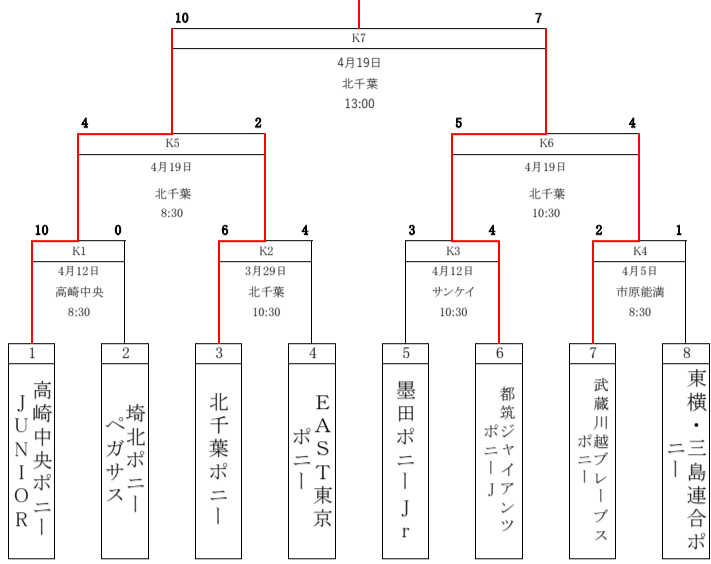 10 7
K7
4月19日
北千葉
13:00
4 2 5 4
K5 K6
4月19日 4月19日
北千葉 北千葉
8:30 10:30
10 0 6 4 3 4 2 1
K1 K2 K3 K4
4月12日 3月29日 4月12日 4月5日
高崎中央 北千葉 サンケイ 市原能満
8:30 10:30 10:30 8:30
1 2 3 4 5 6 7 8
高崎中央ポニー
JUNIOR
埼北ポニー
ペガサス
北千葉ポニー
EAST東京
ポニー
墨田ポニーJr
都筑ジャイアンツ
ポニーJ
武蔵川越ブレーブス
ポニー
東横・三島連合ポ
ニー